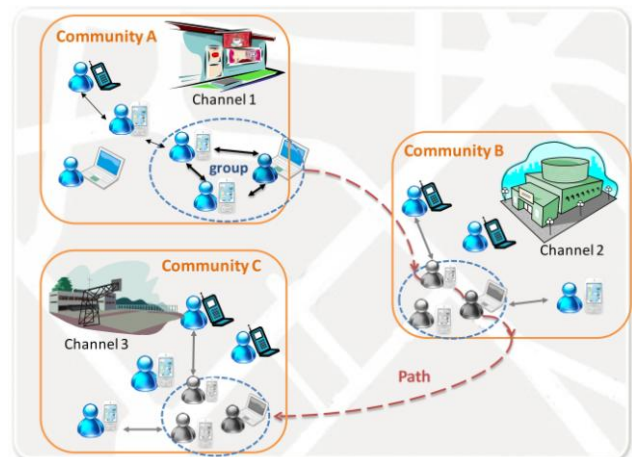 Community A
Channel 1
group
Community B
Channel 2
Community C
Channel 3
Path